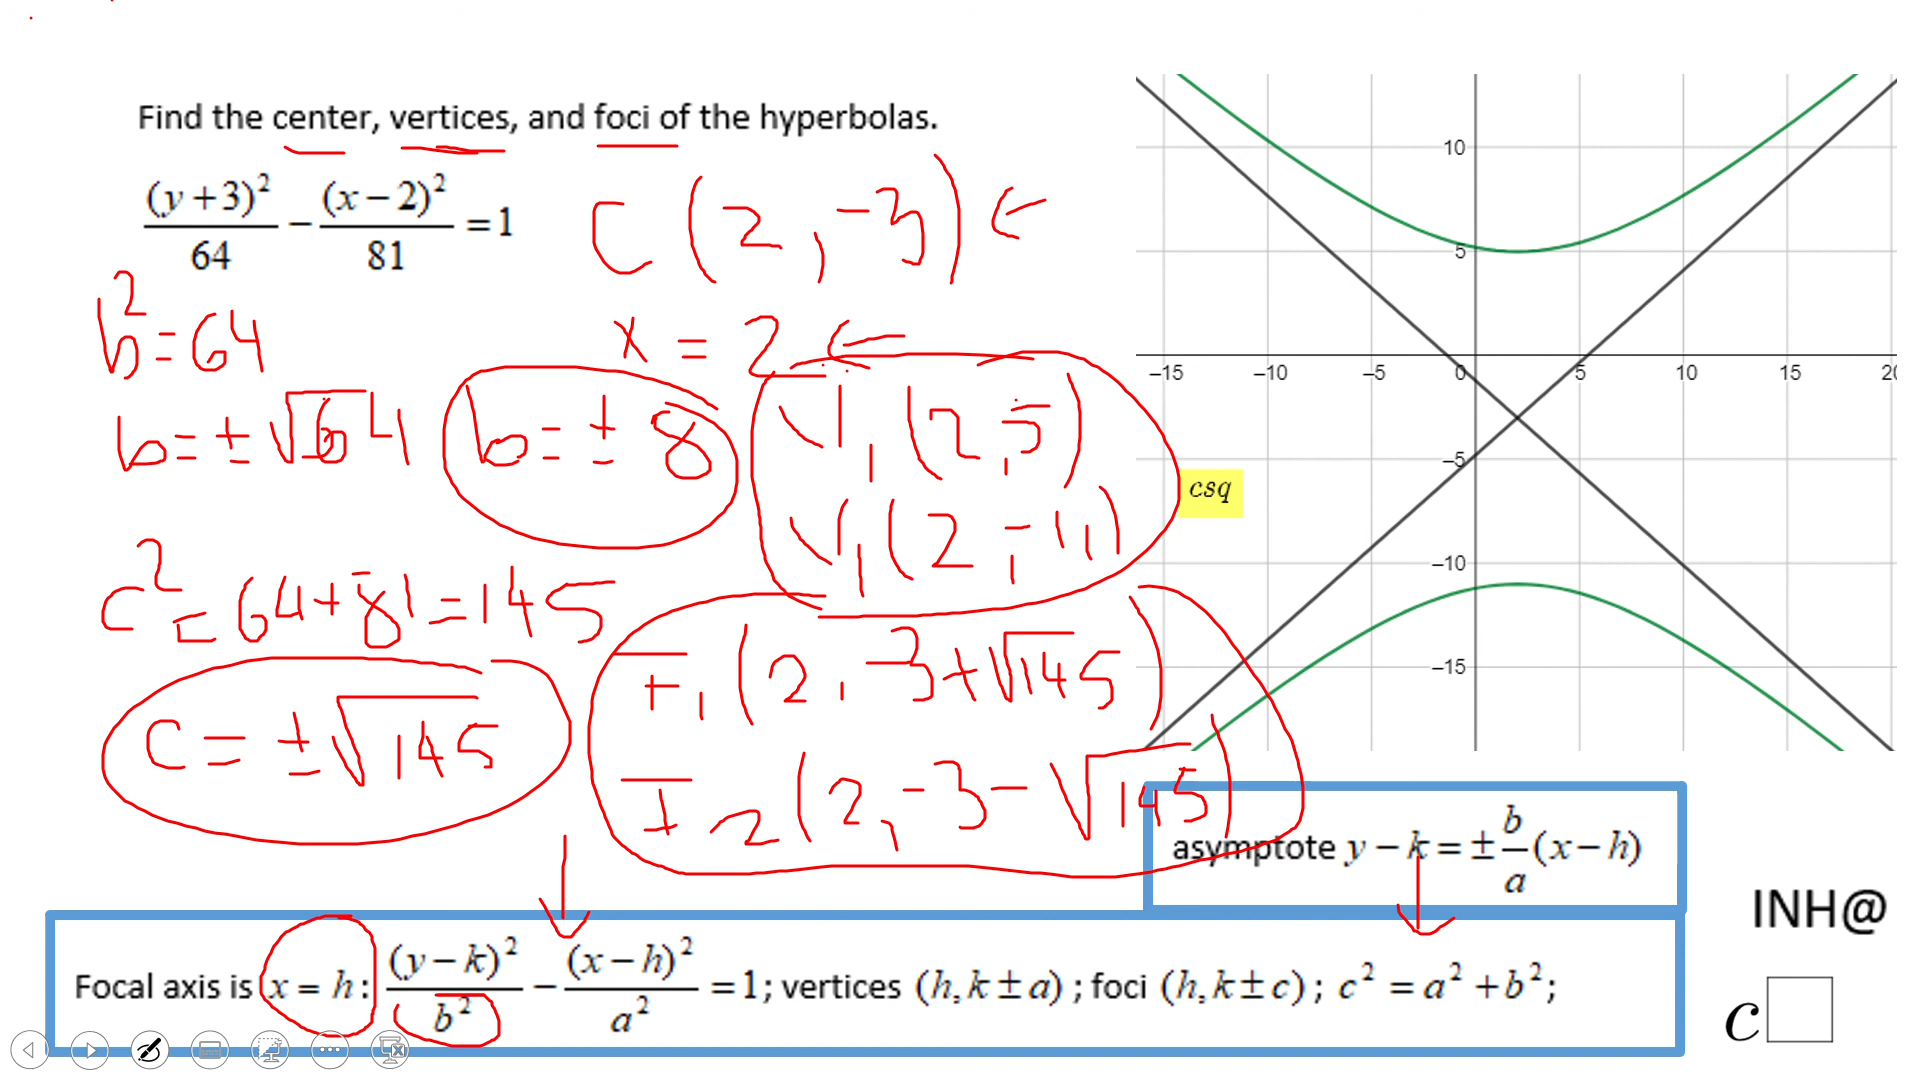 Find the center, vertices, and foci of the hyperbolas.
(y+3)²/64 − (x−2)²/81 = 1
C (2, −3) ←
b² = 64
x = 2 ←
b = ± √64
b = ± 8
V₁ (2, 5)
V₁ (2, −11)
c² = 64 + 81 = 145
c = ± √145
F₁ (2, −3 + √145)
F₂ (2, −3 − √145)
10
5
−15 −10 −5 0 5 10 15 20
−5
csq
−10
−15
asymptote y − k = ± b/a (x − h)
INH@
Focal axis is x = h: (y − k)²/b² − (x − h)²/a² = 1; vertices (h, k ± a) ; foci (h, k ± c) ; c² = a² + b²;
c